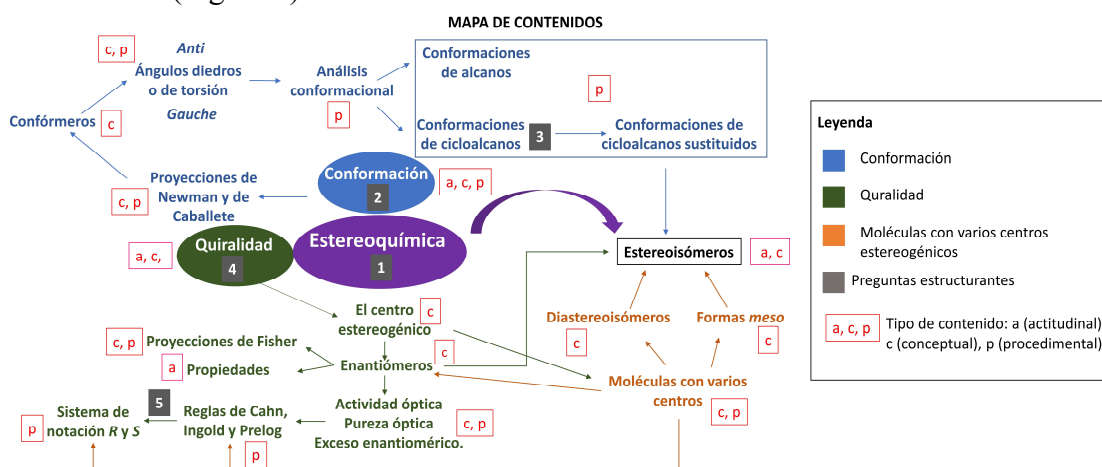 MAPA DE CONTENIDOS
c, p
Anti
Ángulos diedros
o de torsión
Gauche
Análisis
conformacional
p
Conformaciones
de alcanos
p
Confórmeros
c
Conformaciones
de cicloalcanos
3
Conformaciones de
cicloalcanos sustituidos
Proyecciones de
Newman y de
Caballete
c, p
Conformación
2
a, c, p
Quiralidad
4
a, c,
Estereoquímica
1
Estereoisómeros
a, c
El centro
estereogénico
c
Diastereoisómeros
c
Formas meso
c
c, p
Proyecciones de Fisher
a
Propiedades
Enantiómeros
c
Moléculas con varios
centros
c, p
5
Sistema de
notación R y S
p
Reglas de Cahn,
Ingold y Prelog
p
Actividad óptica
Pureza óptica
Exceso enantiomérico.
c, p
Leyenda
Conformación
Quralidad
Moléculas con varios centros
estereogénicos
Preguntas estructurantes
a, c, p
Tipo de contenido: a (actitudinal)
c (conceptual), p (procedimental)